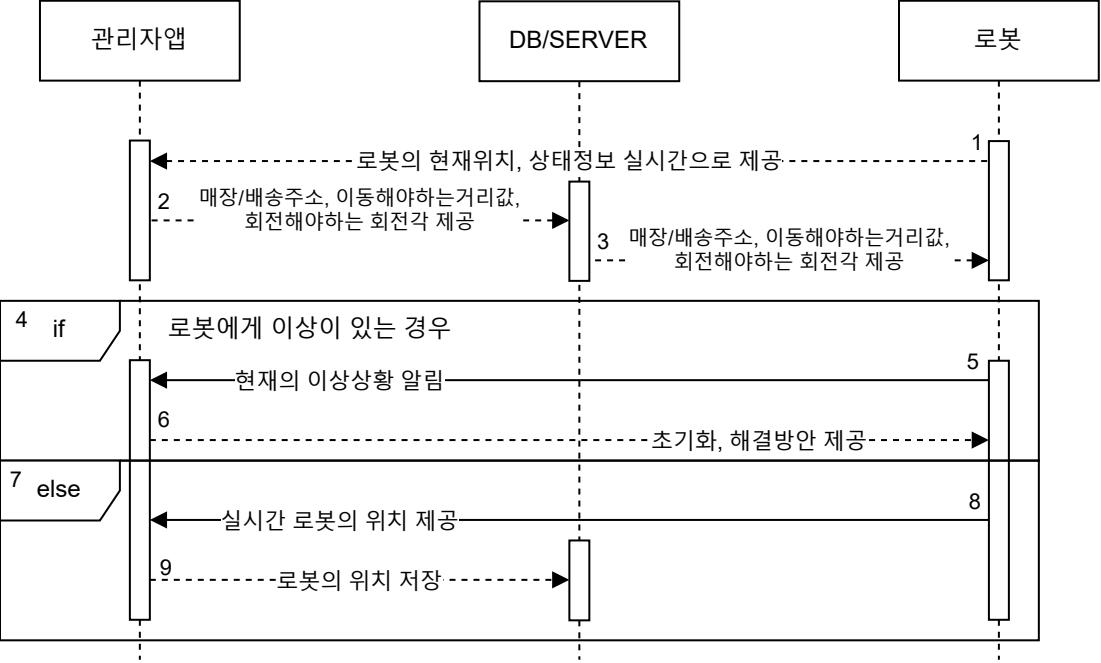 관리자앱
DB/SERVER
로봇
1
로봇의 현재위치, 상태정보 실시간으로 제공
2
매장/배송주소, 이동해야하는거리값,
회전해야하는 회전각 제공
3
매장/배송주소, 이동해야하는거리값,
회전해야하는 회전각 제공
4
if
로봇에게 이상이 있는 경우
5
현재의 이상상황 알림
6
초기화, 해결방안 제공
7
else
8
실시간 로봇의 위치 제공
9
로봇의 위치 저장